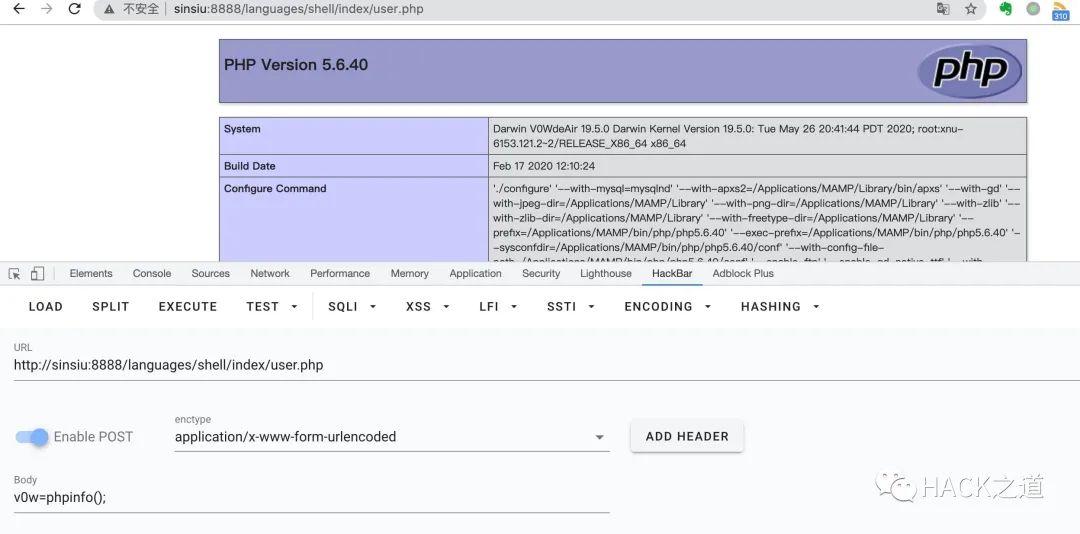 不安全 sinsiu:8888/languages/shell/index/user.php
310
PHP Version 5.6.40
php
System
Darwin V0WdeAir 19.5.0 Darwin Kernel Version 19.5.0: Tue May 26 20:41:44 PDT 2020; root:xnu-
6153.121.2~2/RELEASE_X86_64 x86_64
Build Date
Feb 17 2020 12:10:24
Configure Command
'./configure' '--with-mysql=mysqlnd' '--with-apxs2=/Applications/MAMP/Library/bin/apxs' '--with-gd' '--
with-jpeg-dir=/Applications/MAMP/Library' '--with-png-dir=/Applications/MAMP/Library' '--with-zlib' '--
with-zlib-dir=/Applications/MAMP/Library' '--with-freetype-dir=/Applications/MAMP/Library' '--
prefix=/Applications/MAMP/bin/php/php5.6.40' '--exec-prefix=/Applications/MAMP/bin/php/php5.6.40' '-
-sysconfdir=/Applications/MAMP/bin/php/php5.6.40/conf' '--with-config-file-
Elements Console Sources Network Performance Memory Application Security Lighthouse HackBar Adblock Plus
LOAD SPLIT EXECUTE TEST SQLI XSS LFI SSTI ENCODING HASHING
URL
http://sinsiu:8888/languages/shell/index/user.php
enctype
Enable POST application/x-www-form-urlencoded ADD HEADER
Body
v0w=phpinfo();
HACK之道